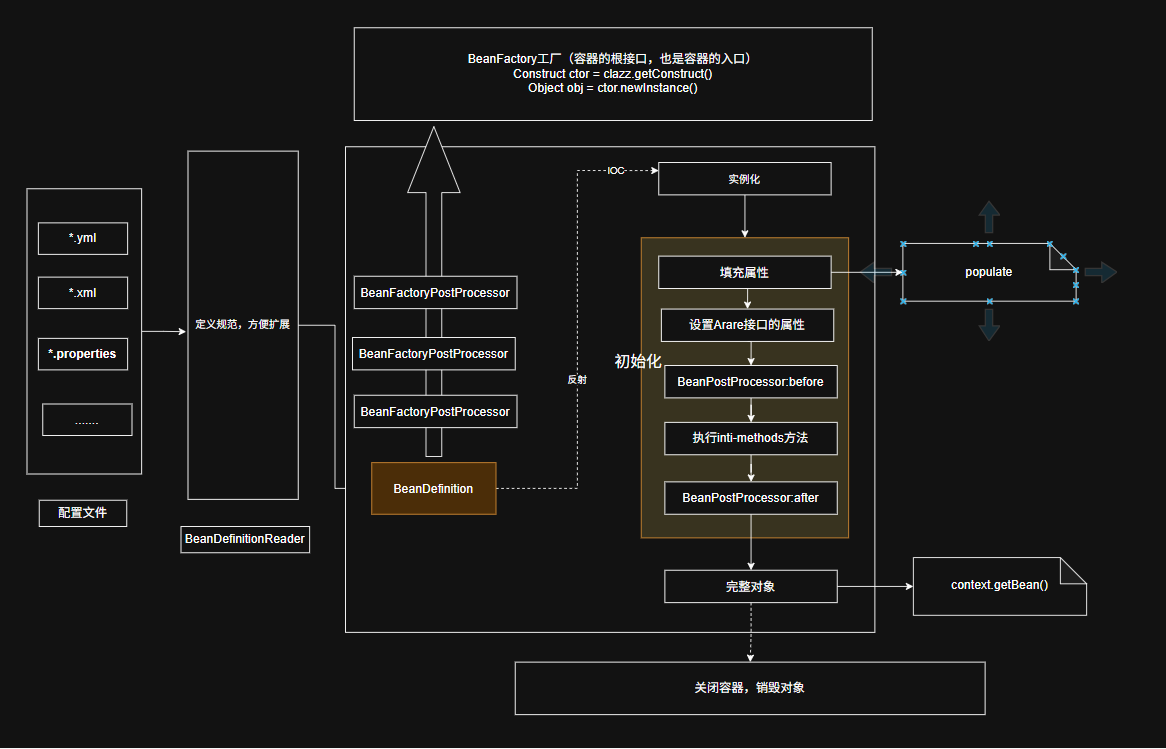 BeanFactory工厂（容器的根接口，也是容器的入口）
Construct ctor = clazz.getConstruct()
Object obj = ctor.newInstance()
*.yml
*.xml
*.properties
.......
配置文件
定义规范，方便扩展
BeanDefinitionReader
BeanFactoryPostProcessor
BeanFactoryPostProcessor
BeanFactoryPostProcessor
BeanDefinition
IOC
反射
实例化
初始化
填充属性
设置Arare接口的属性
BeanPostProcessor:before
执行inti-methods方法
BeanPostProcessor:after
完整对象
populate
context.getBean()
关闭容器，销毁对象